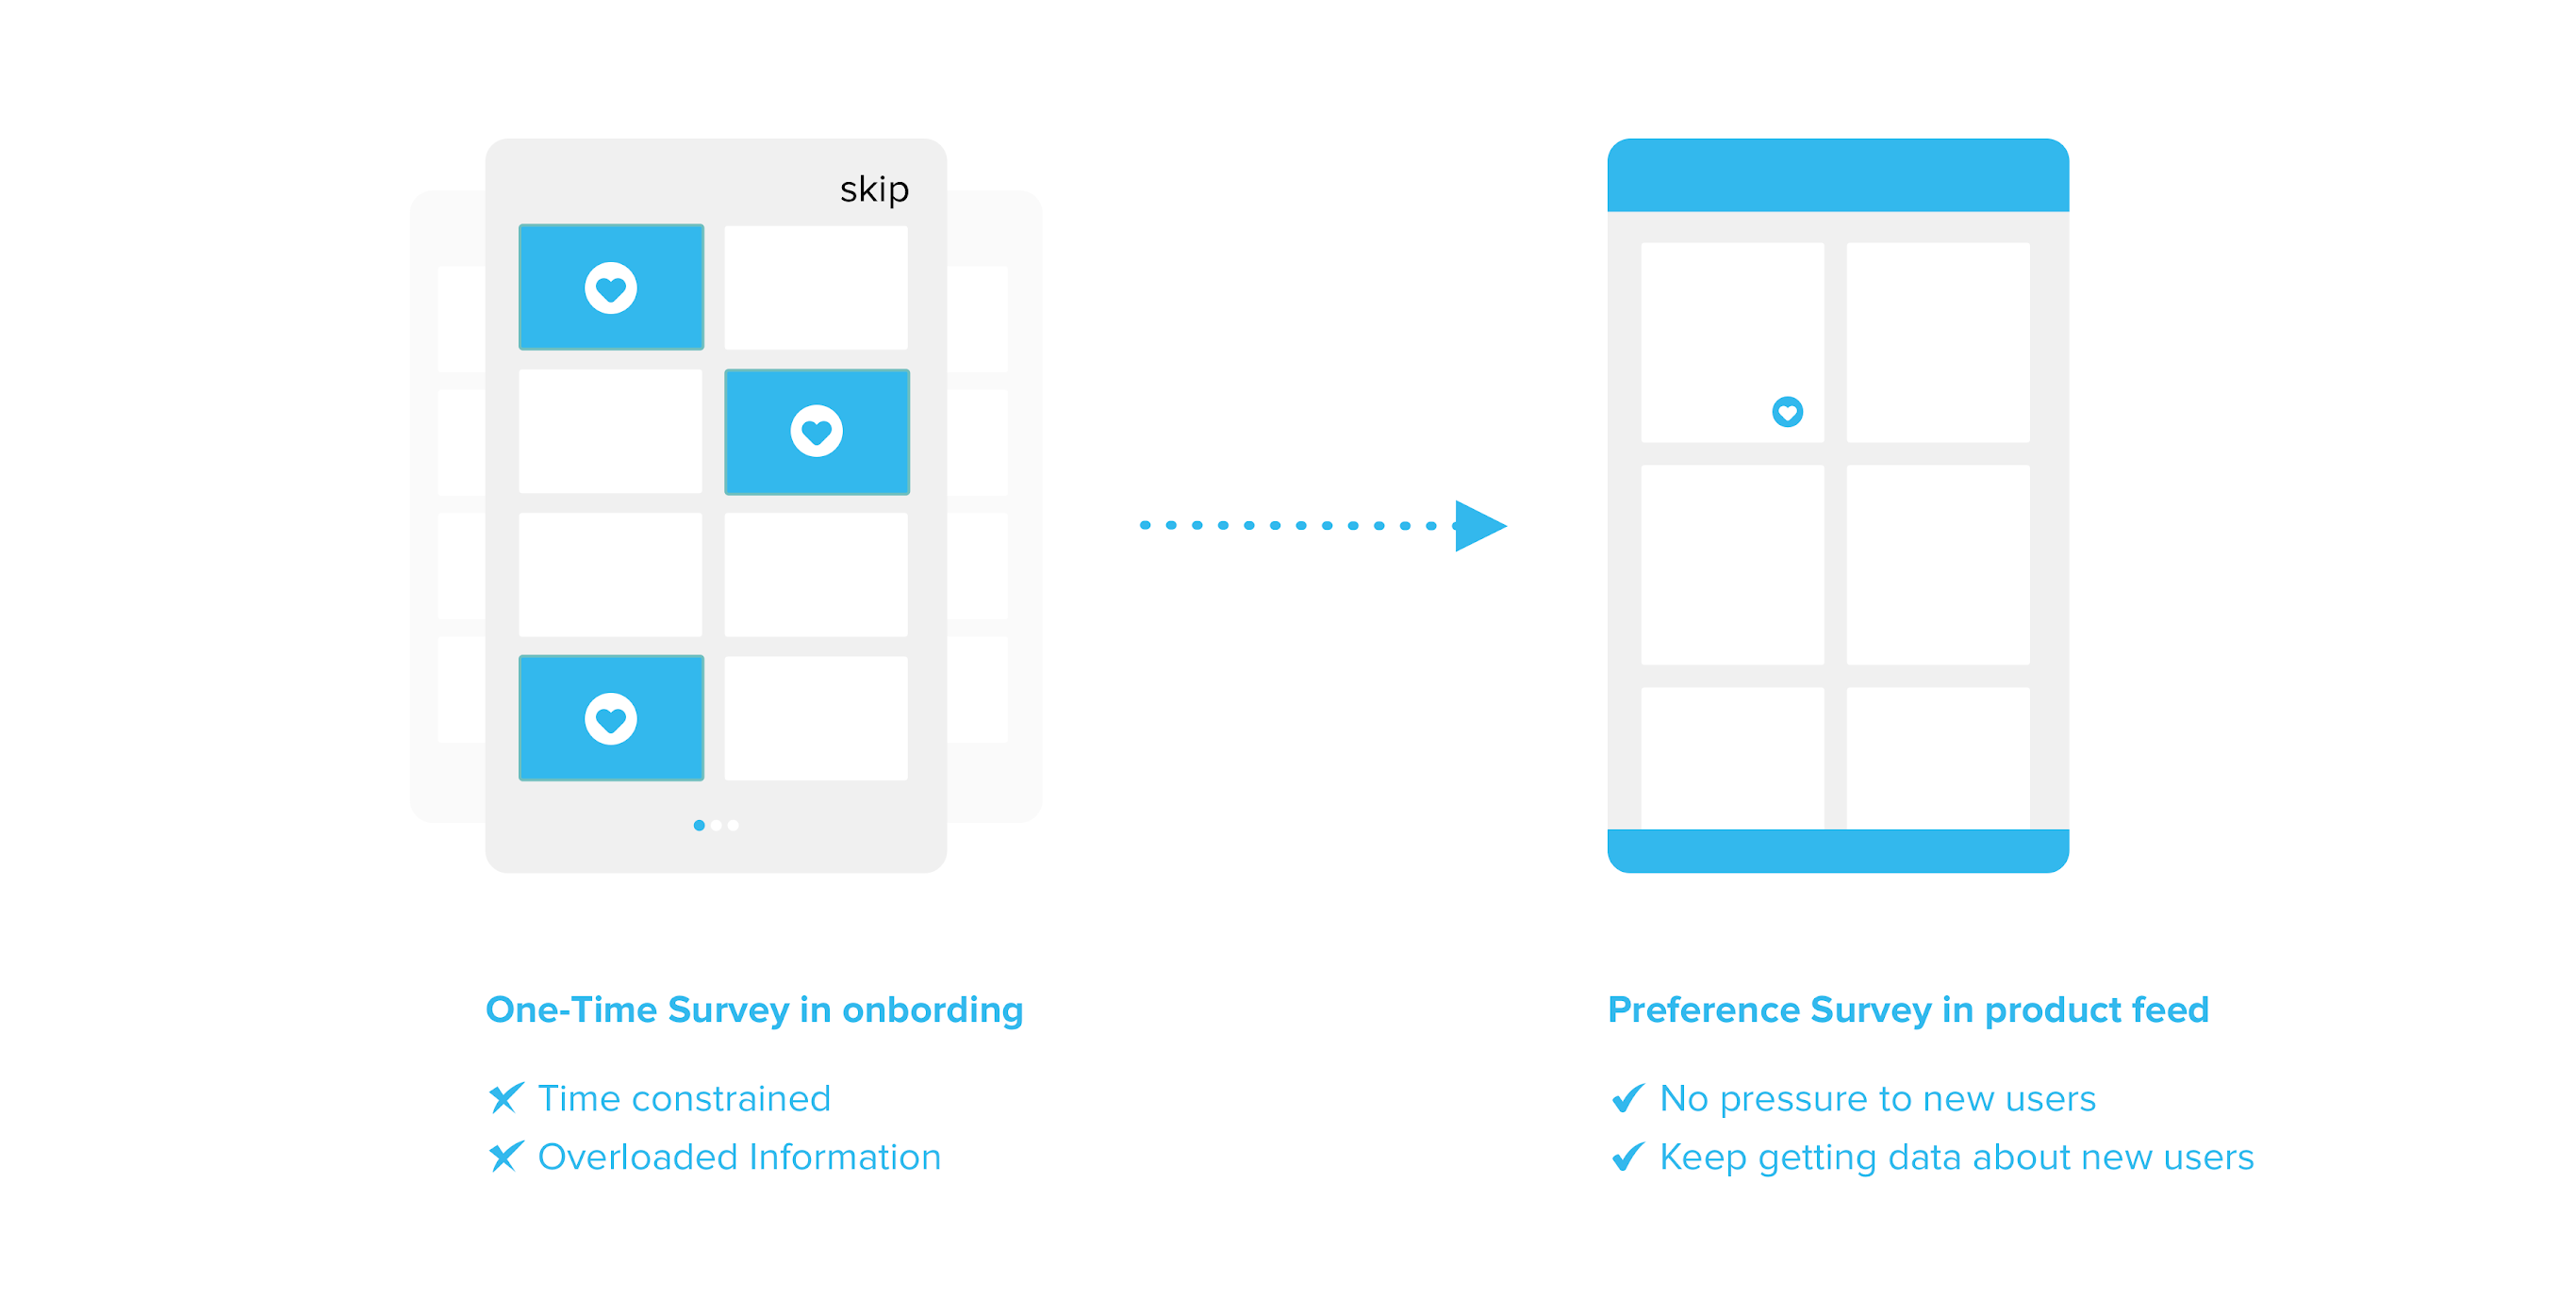 skip
One-Time Survey in onbording
Time constrained
Overloaded Information
Preference Survey in product feed
No pressure to new users
Keep getting data about new users